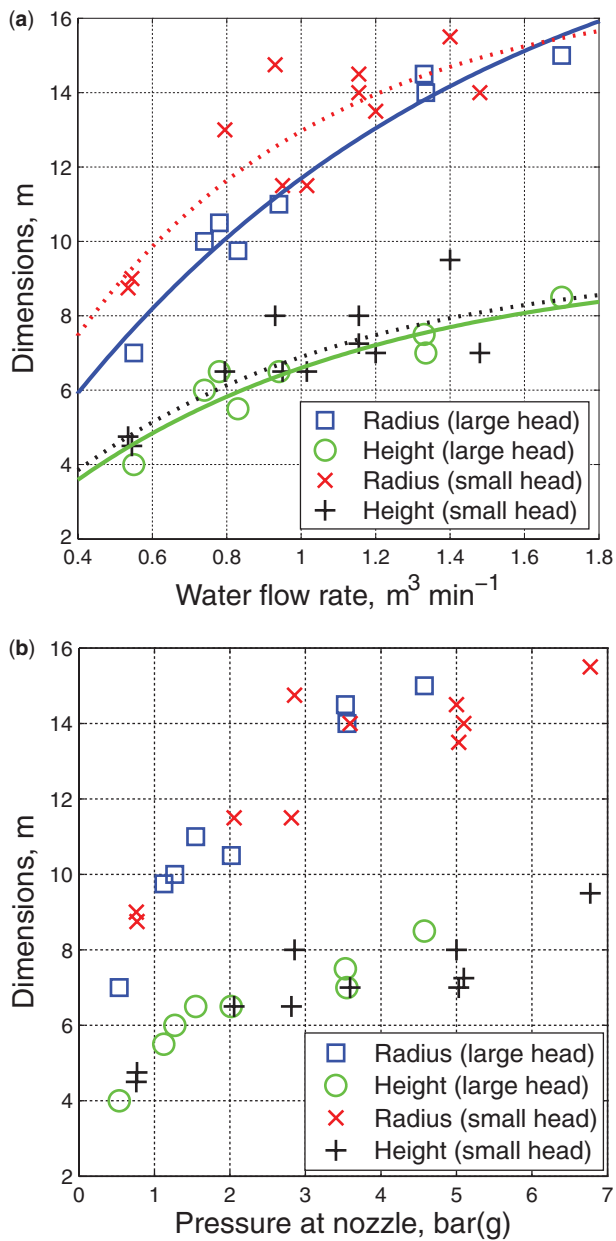 (a)
16
14
12
10
8
6
4
2
Dimensions, m
Radius (large head)
Height (large head)
Radius (small head)
Height (small head)
0.4 0.6 0.8 1 1.2 1.4 1.6 1.8
Water flow rate, m³ min⁻¹
(b)
16
14
12
10
8
6
4
2
Dimensions, m
Radius (large head)
Height (large head)
Radius (small head)
Height (small head)
0 1 2 3 4 5 6 7
Pressure at nozzle, bar(g)